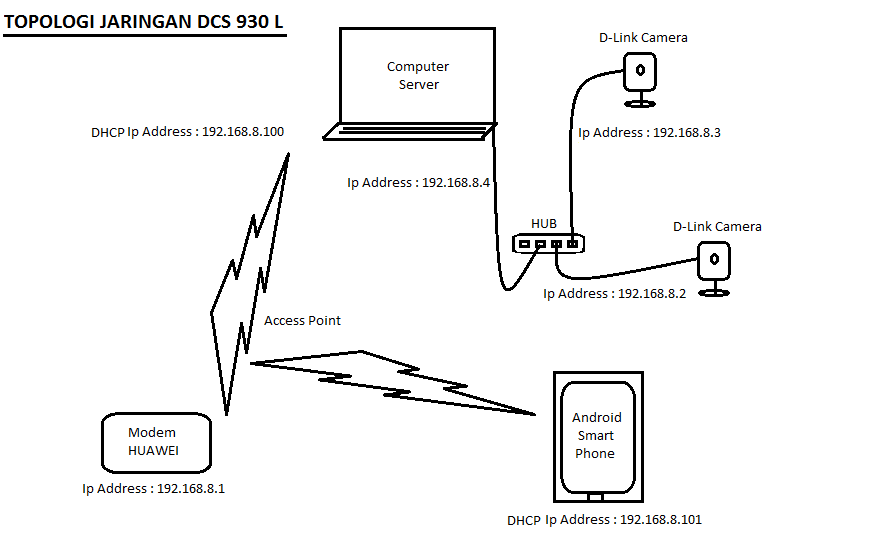 TOPOLOGI JARINGAN DCS 930 L
D-Link Camera
Computer
Server
DHCP Ip Address : 192.168.8.100
Ip Address : 192.168.8.3
Ip Address : 192.168.8.4
HUB
D-Link Camera
Ip Address : 192.168.8.2
Access Point
Modem
HUAWEI
Ip Address : 192.168.8.1
Android
Smart
Phone
DHCP Ip Address : 192.168.8.101